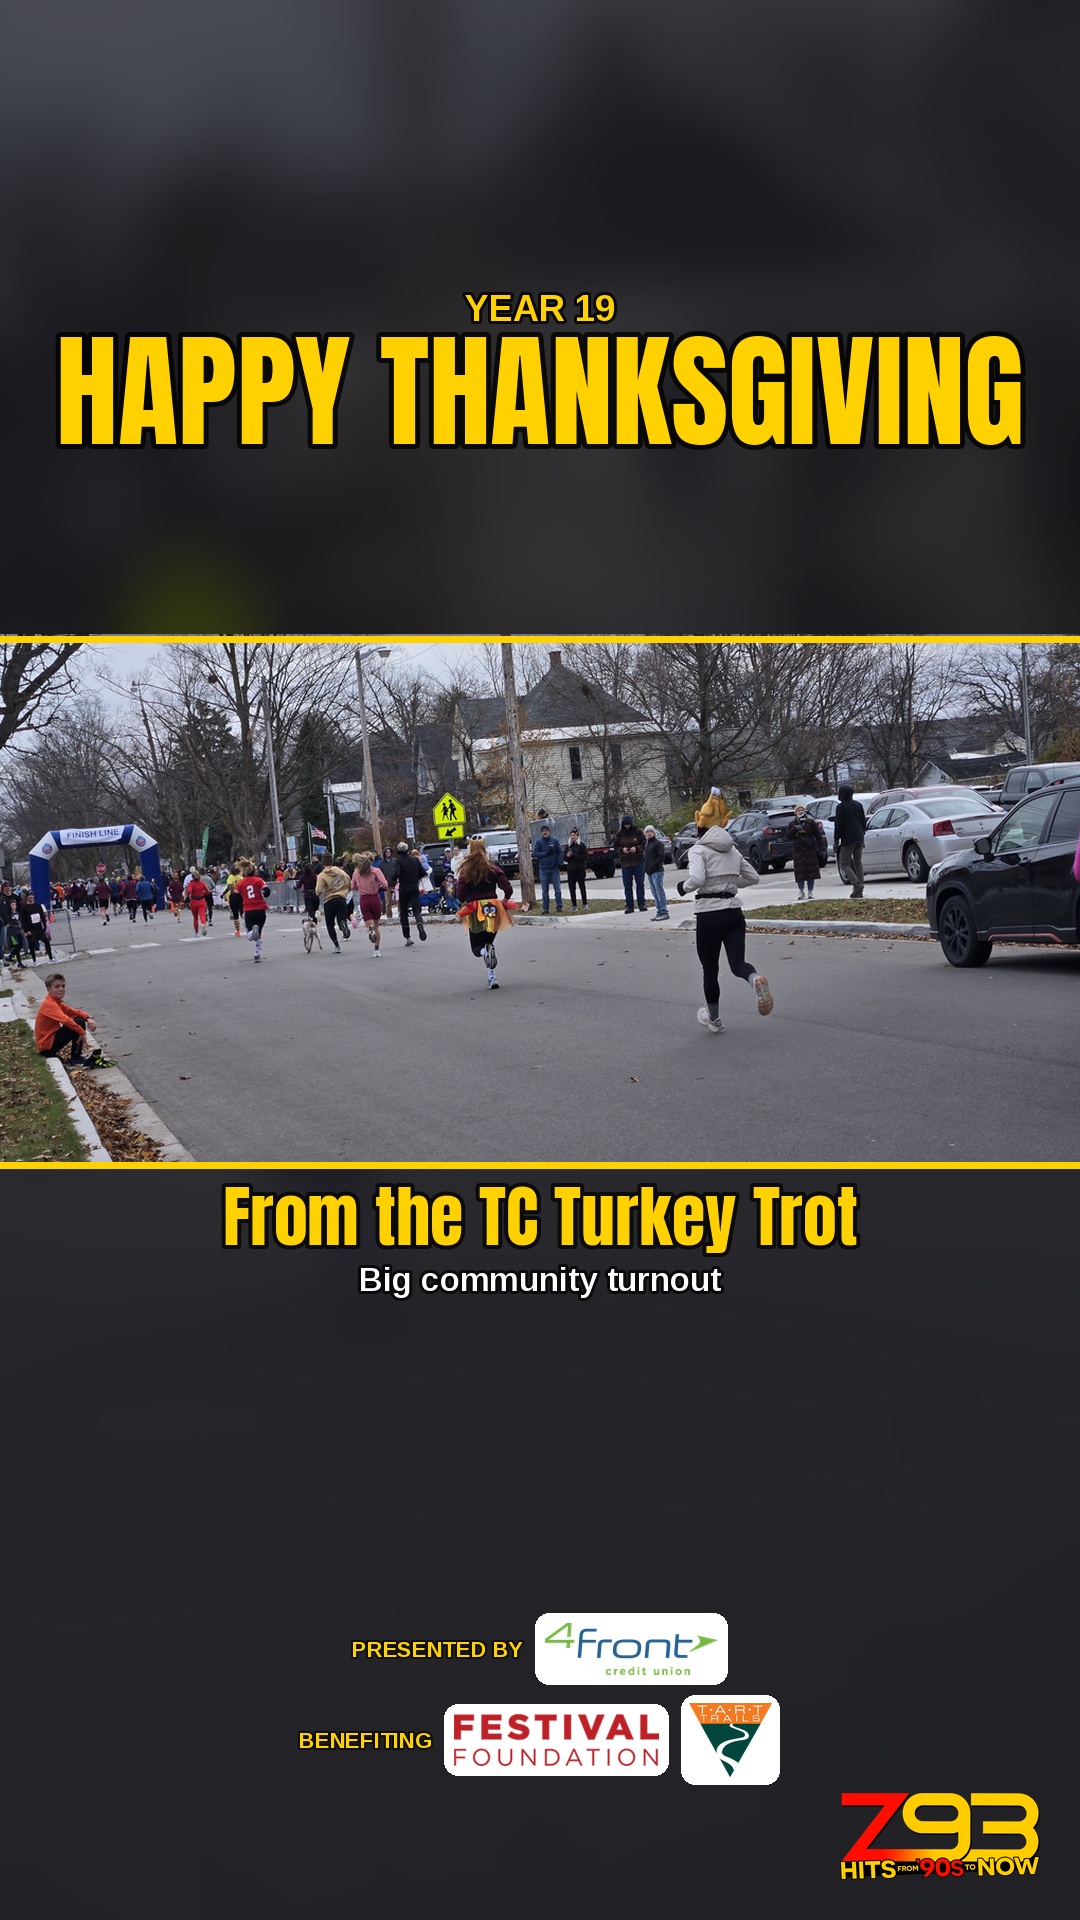 YEAR 19
HAPPY THANKSGIVING
FINISH LINE
2
From the TC Turkey Trot
Big community turnout
PRESENTED BY
4Front
credit union
BENEFITING
FESTIVAL
FOUNDATION
T·A·R·T
TRAILS
Z93
HITS FROM '90S TO NOW